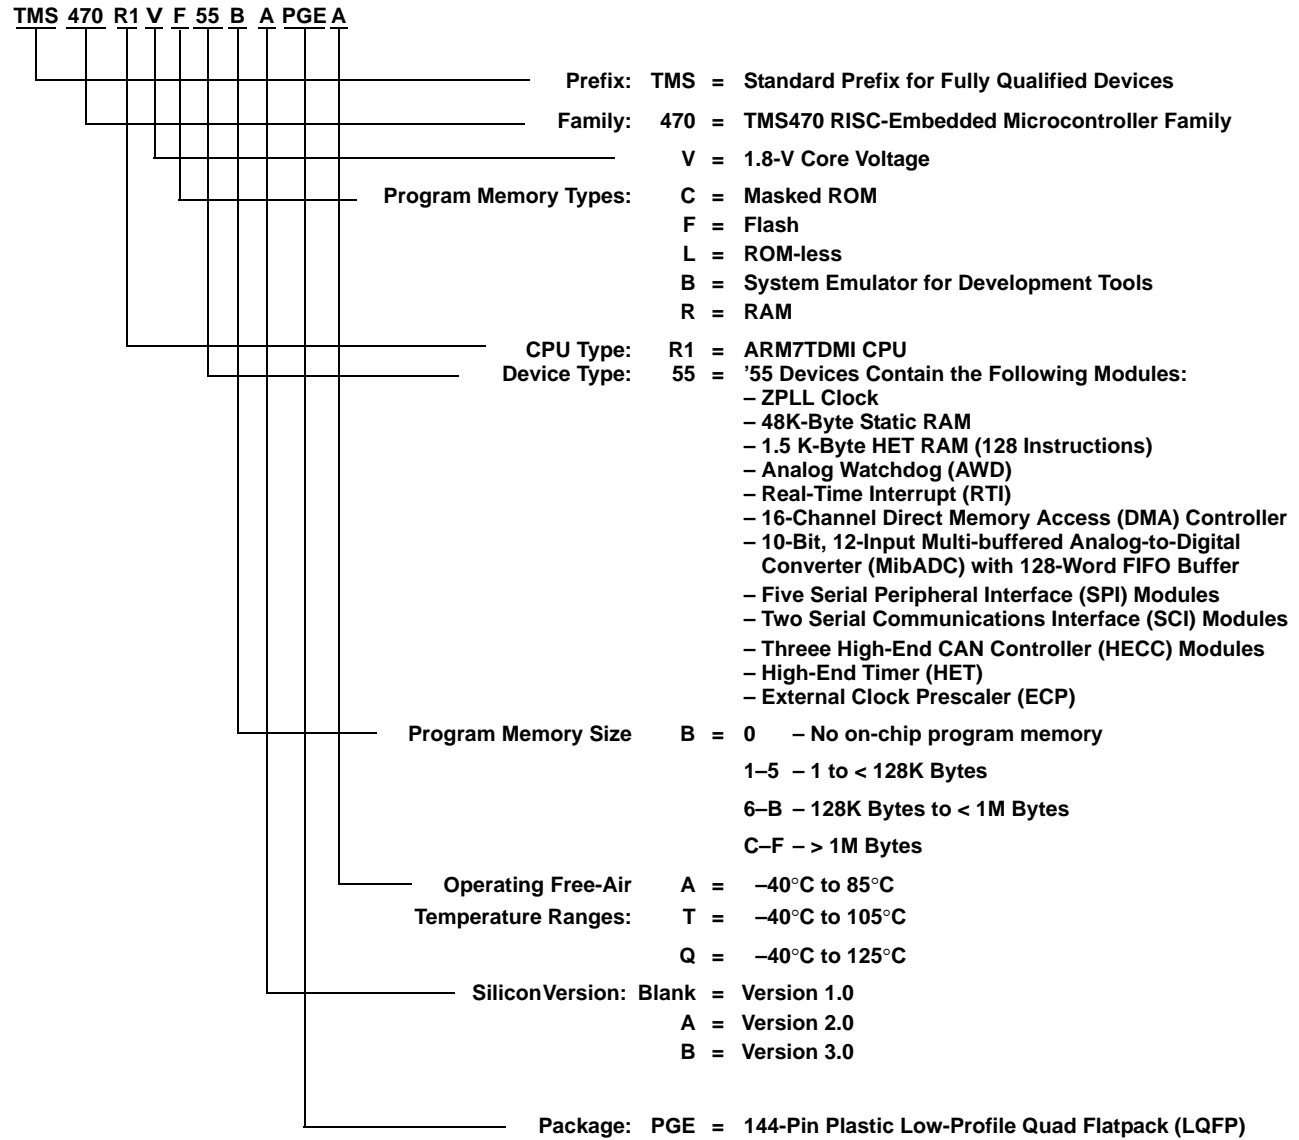 TMS 470 R1 V F 55 B A PGE A
Prefix: TMS = Standard Prefix for Fully Qualified Devices
Family: 470 = TMS470 RISC-Embedded Microcontroller Family
V = 1.8-V Core Voltage
Program Memory Types: C = Masked ROM
F = Flash
L = ROM-less
B = System Emulator for Development Tools
R = RAM
CPU Type: R1 = ARM7TDMI CPU
Device Type: 55 = '55 Devices Contain the Following Modules:
– ZPLL Clock
– 48K-Byte Static RAM
– 1.5 K-Byte HET RAM (128 Instructions)
– Analog Watchdog (AWD)
– Real-Time Interrupt (RTI)
– 16-Channel Direct Memory Access (DMA) Controller
– 10-Bit, 12-Input Multi-buffered Analog-to-Digital
Converter (MibADC) with 128-Word FIFO Buffer
– Five Serial Peripheral Interface (SPI) Modules
– Two Serial Communications Interface (SCI) Modules
– Threee High-End CAN Controller (HECC) Modules
– High-End Timer (HET)
– External Clock Prescaler (ECP)
Program Memory Size B = 0 – No on-chip program memory
1–5 – 1 to < 128K Bytes
6–B – 128K Bytes to < 1M Bytes
C–F – > 1M Bytes
Operating Free-Air A = –40°C to 85°C
Temperature Ranges: T = –40°C to 105°C
Q = –40°C to 125°C
SiliconVersion: Blank = Version 1.0
A = Version 2.0
B = Version 3.0
Package: PGE = 144-Pin Plastic Low-Profile Quad Flatpack (LQFP)